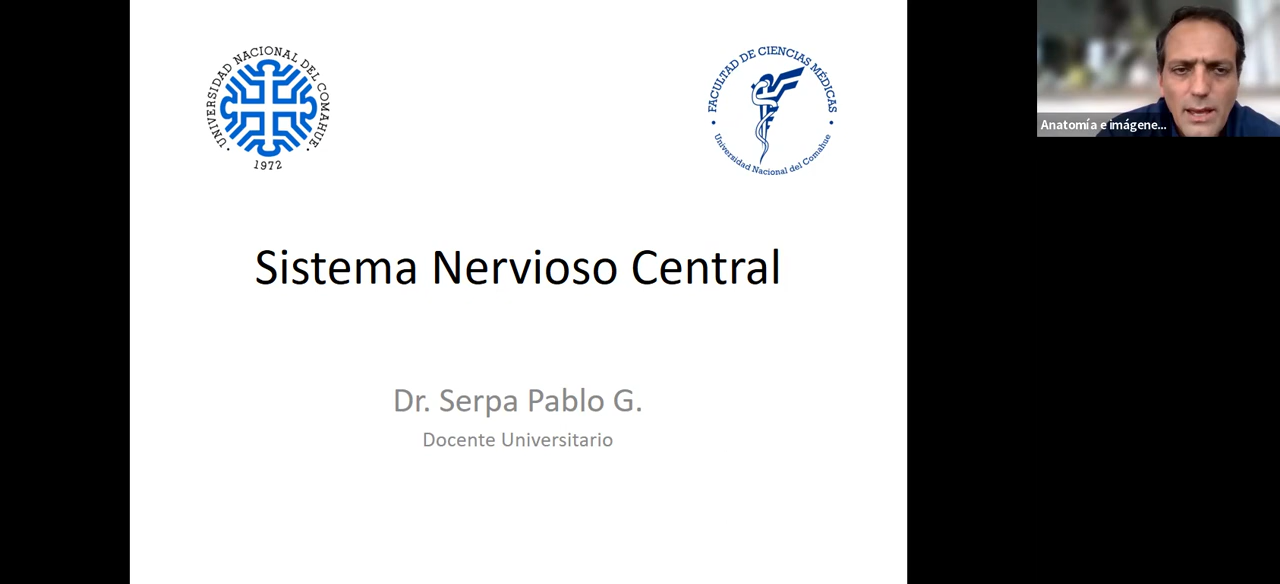 UNIVERSIDAD NACIONAL DEL COMAHUE
1972
FACULTAD DE CIENCIAS MÉDICAS
Universidad Nacional del Comahue
Anatomía e imágene...
Sistema Nervioso Central
Dr. Serpa Pablo G.
Docente Universitario